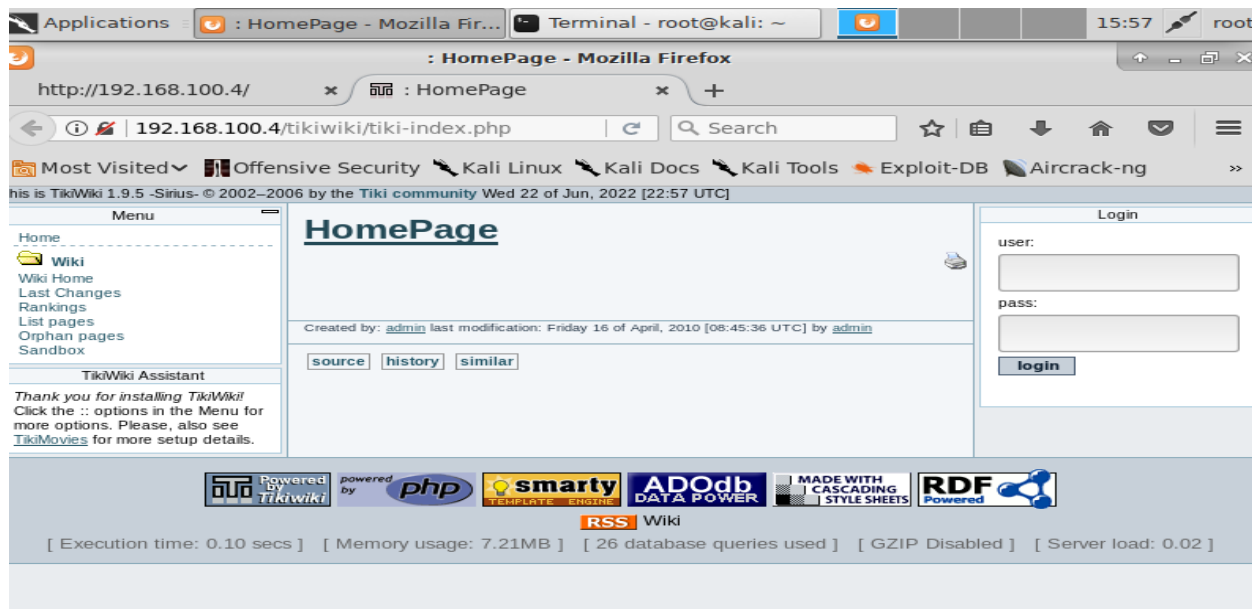 Applications : HomePage - Mozilla Fir... Terminal - root@kali: ~ 15:57 root
: HomePage - Mozilla Firefox
http://192.168.100.4/ : HomePage
192.168.100.4/tikiwiki/tiki-index.php Search
Most Visited Offensive Security Kali Linux Kali Docs Kali Tools Exploit-DB Aircrack-ng »
his is TikiWiki 1.9.5 -Sirius- © 2002–2006 by the Tiki community Wed 22 of Jun, 2022 [22:57 UTC]
Menu
Home
Wiki
Wiki Home
Last Changes
Rankings
List pages
Orphan pages
Sandbox
TikiWiki Assistant
Thank you for installing TikiWiki!
Click the :: options in the Menu for
more options. Please, also see
TikiMovies for more setup details.
HomePage
Created by: admin last modification: Friday 16 of April, 2010 [08:45:36 UTC] by admin
source history similar
Login
user:
pass:
login
Powered by Tikiwiki
powered by php
smarty TEMPLATE ENGINE
ADOdb DATA POWER
MADE WITH CASCADING STYLE SHEETS
RDF Powered
RSS Wiki
[ Execution time: 0.10 secs ] [ Memory usage: 7.21MB ] [ 26 database queries used ] [ GZIP Disabled ] [ Server load: 0.02 ]